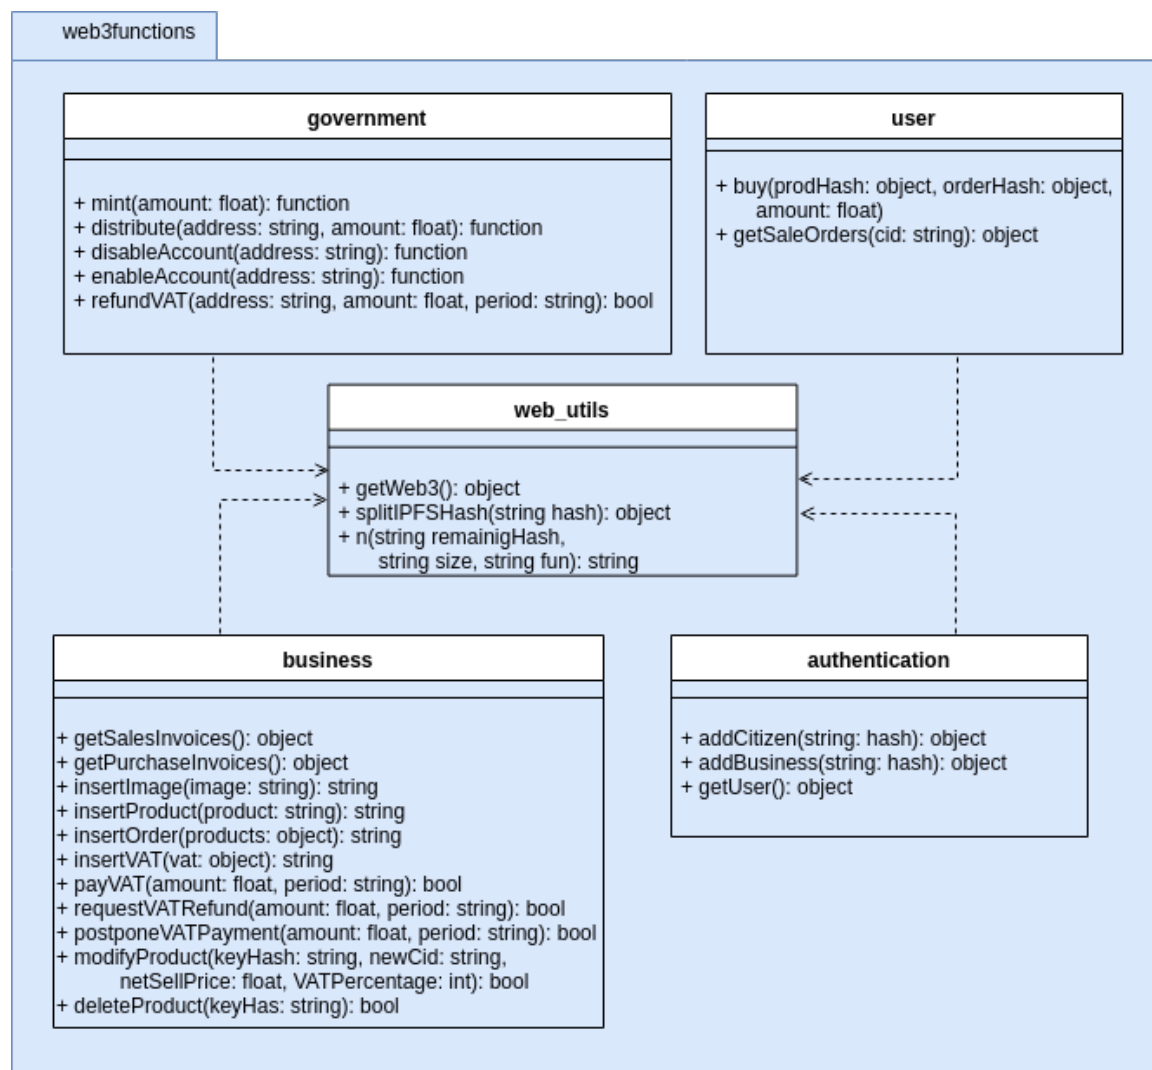 web3functions
government
+ mint(amount: float): function
+ distribute(address: string, amount: float): function
+ disableAccount(address: string): function
+ enableAccount(address: string): function
+ refundVAT(address: string, amount: float, period: string): bool
user
+ buy(prodHash: object, orderHash: object,
amount: float)
+ getSaleOrders(cid: string): object
web_utils
+ getWeb3(): object
+ splitIPFSHash(string hash): object
+ n(string remainigHash,
string size, string fun): string
business
+ getSalesInvoices(): object
+ getPurchaseInvoices(): object
+ insertImage(image: string): string
+ insertProduct(product: string): string
+ insertOrder(products: object): string
+ insertVAT(vat: object): string
+ payVAT(amount: float, period: string): bool
+ requestVATRefund(amount: float, period: string): bool
+ postponeVATPayment(amount: float, period: string): bool
+ modifyProduct(keyHash: string, newCid: string,
netSellPrice: float, VATPercentage: int): bool
+ deleteProduct(keyHas: string): bool
authentication
+ addCitizen(string: hash): object
+ addBusiness(string: hash): object
+ getUser(): object